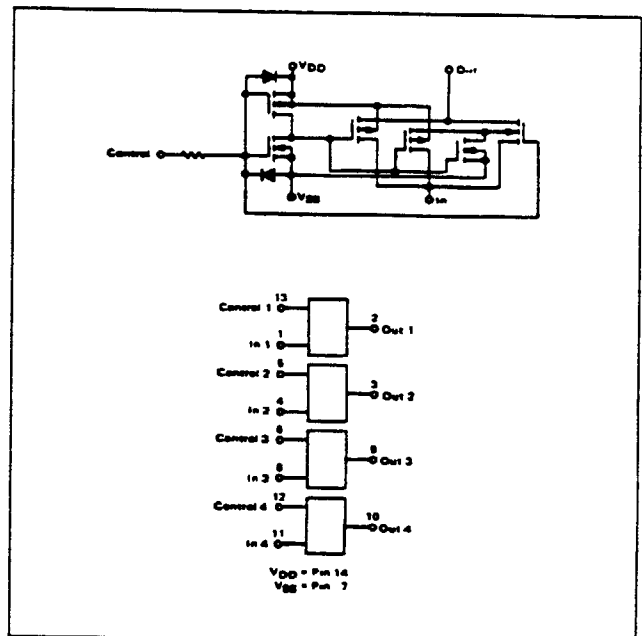 VDD
Out
Control
VSS
In
13
Control 1
2
Out 1
1
In 1
5
Control 2
3
Out 2
4
In 2
6
Control 3
9
Out 3
8
In 3
12
Control 4
10
Out 4
11
In 4
VDD = Pin 14
VSS = Pin 7